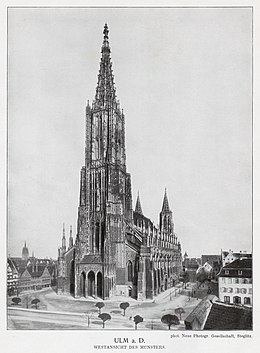 phot. Neue Photogr. Gesellschaft, Steglitz.
ULM a. D.
WESTANSICHT DES MÜNSTERS.